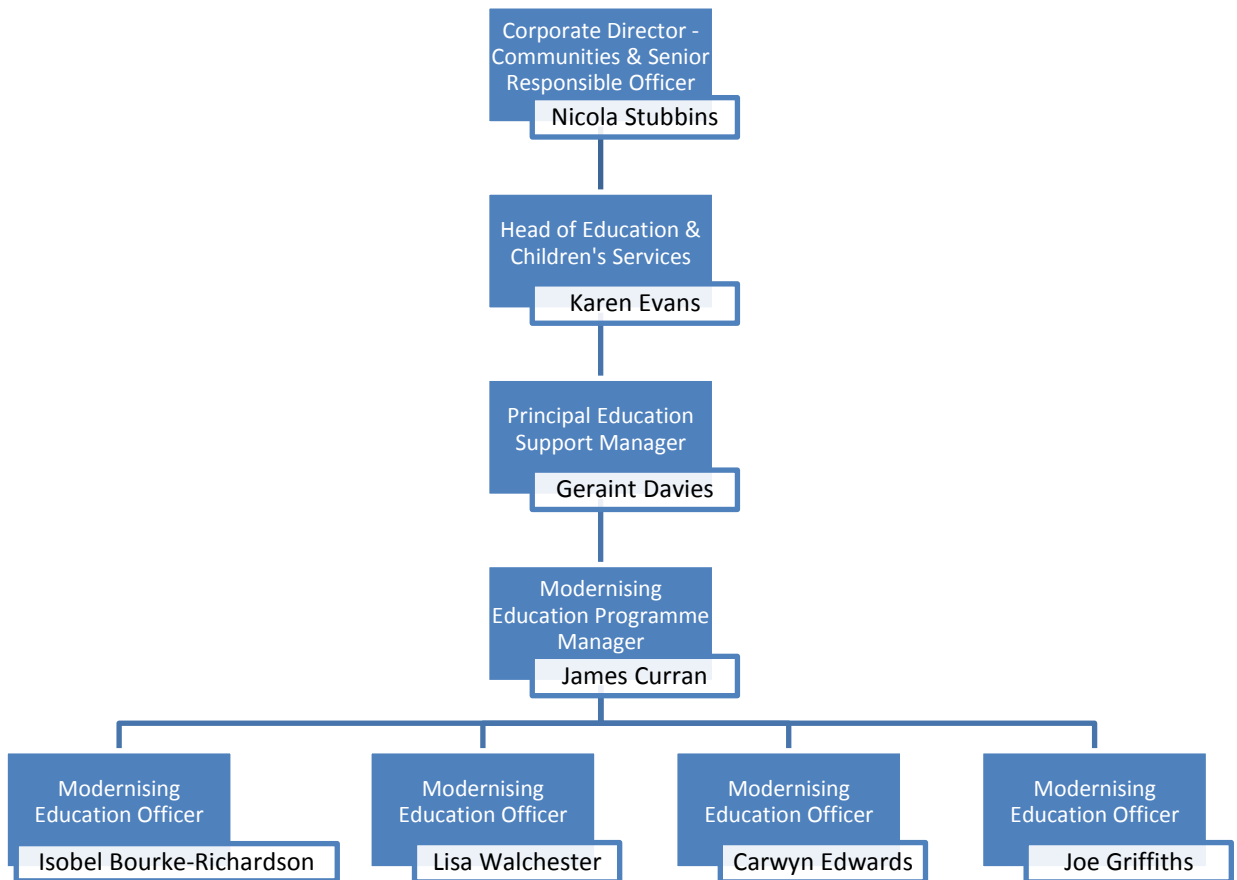 Corporate Director -
Communities & Senior
Responsible Officer
Nicola Stubbins
Head of Education &
Children's Services
Karen Evans
Principal Education
Support Manager
Geraint Davies
Modernising
Education Programme
Manager
James Curran
Modernising
Education Officer
Isobel Bourke-Richardson
Modernising
Education Officer
Lisa Walchester
Modernising
Education Officer
Carwyn Edwards
Modernising
Education Officer
Joe Griffiths